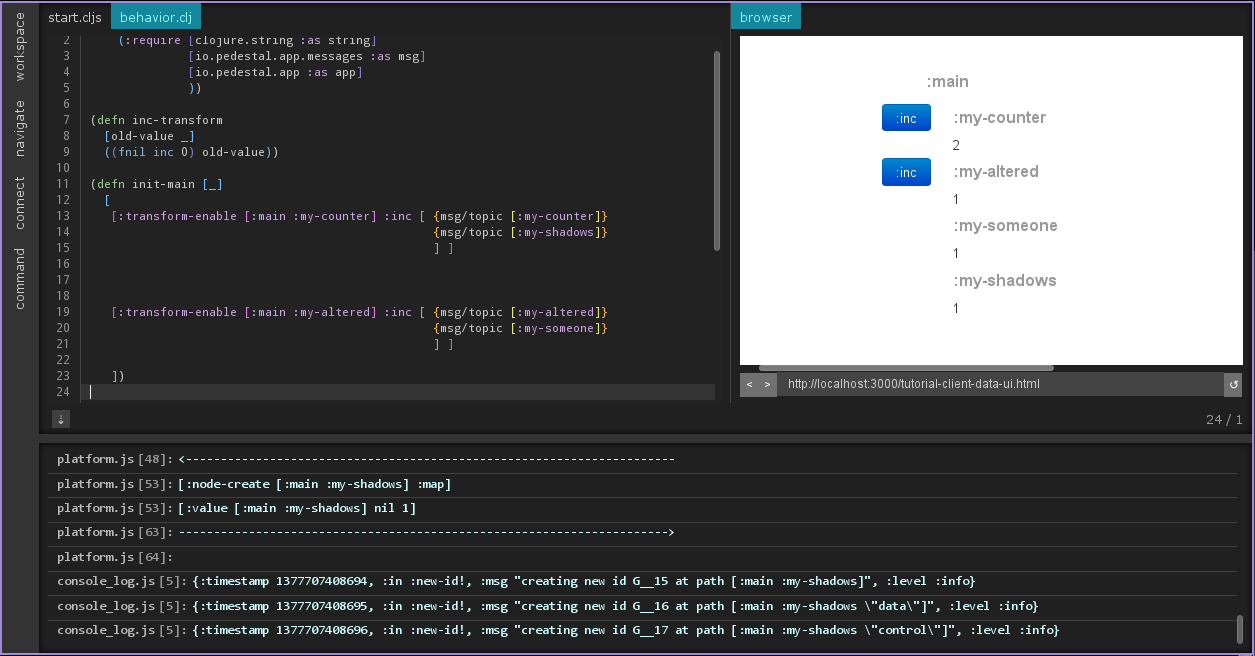 workspace
navigate
connect
command
start.cljs behavior.clj
2 (:require [clojure.string :as string]
3 [io.pedestal.app.messages :as msg]
4 [io.pedestal.app :as app]
5 ))
6
7 (defn inc-transform
8 [old-value _]
9 ((fnil inc 0) old-value))
10
11 (defn init-main [_]
12 [
13 [:transform-enable [:main :my-counter] :inc [ {msg/topic [:my-counter]}
14 {msg/topic [:my-shadows]}
15 ] ]
16
17
18
19 [:transform-enable [:main :my-altered] :inc [ {msg/topic [:my-altered]}
20 {msg/topic [:my-someone]}
21 ] ]
22
23 ])
24
↓
browser
:main
:inc :my-counter
2
:inc :my-altered
1
:my-someone
1
:my-shadows
1
< > http://localhost:3000/tutorial-client-data-ui.html ↺
24 / 1
platform.js [48]: <----------------------------------------------------------------------
platform.js [53]: [:node-create [:main :my-shadows] :map]
platform.js [53]: [:value [:main :my-shadows] nil 1]
platform.js [63]: ---------------------------------------------------------------------->
platform.js [64]:
console_log.js [5]: {:timestamp 1377707408694, :in :new-id!, :msg "creating new id G__15 at path [:main :my-shadows]", :level :info}
console_log.js [5]: {:timestamp 1377707408695, :in :new-id!, :msg "creating new id G__16 at path [:main :my-shadows \"data\"]", :level :info}
console_log.js [5]: {:timestamp 1377707408696, :in :new-id!, :msg "creating new id G__17 at path [:main :my-shadows \"control\"]", :level :info}